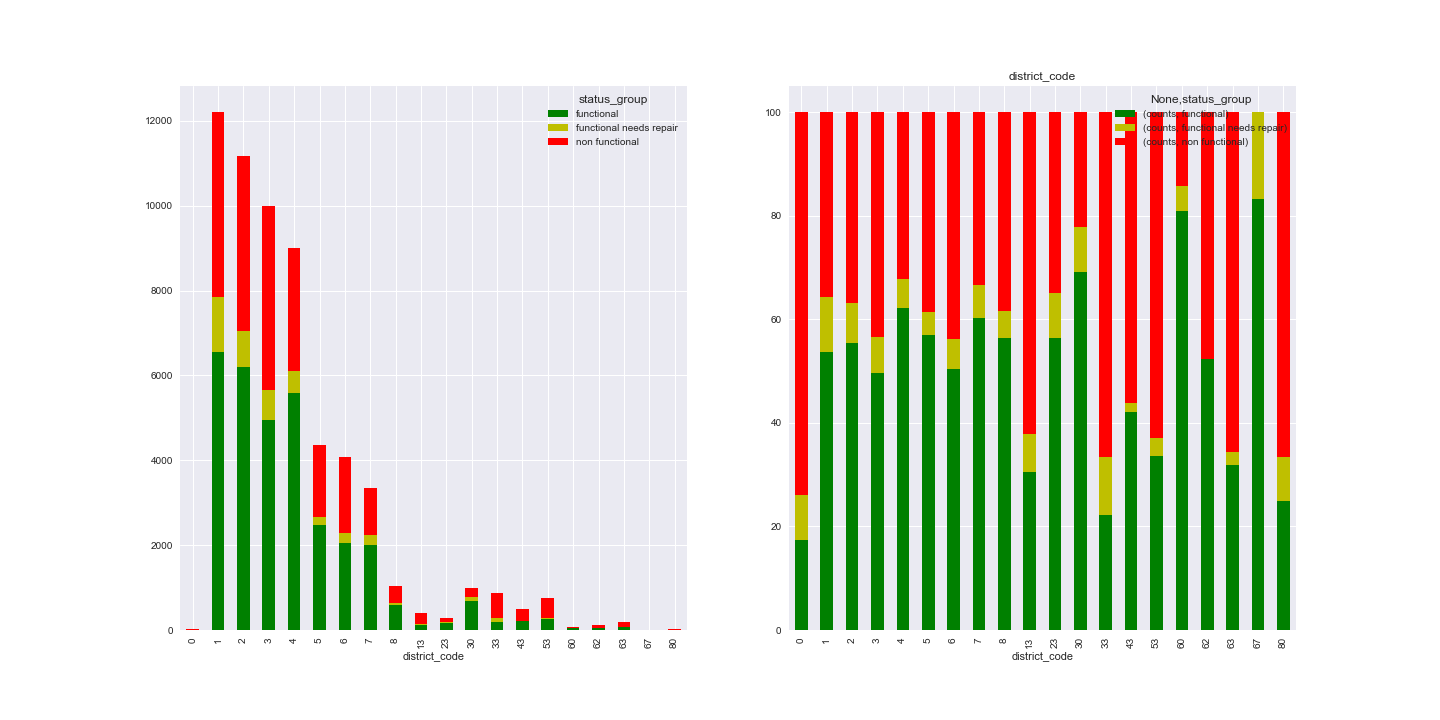 status_group
functional
functional needs repair
non functional
12000
10000
8000
6000
4000
2000
0
0 1 2 3 4 5 6 7 8 13 23 30 33 43 53 60 62 63 67 80
district_code
district_code
None,status_group
(counts, functional)
(counts, functional needs repair)
(counts, non functional)
100
80
60
40
20
0
0 1 2 3 4 5 6 7 8 13 23 30 33 43 53 60 62 63 67 80
district_code